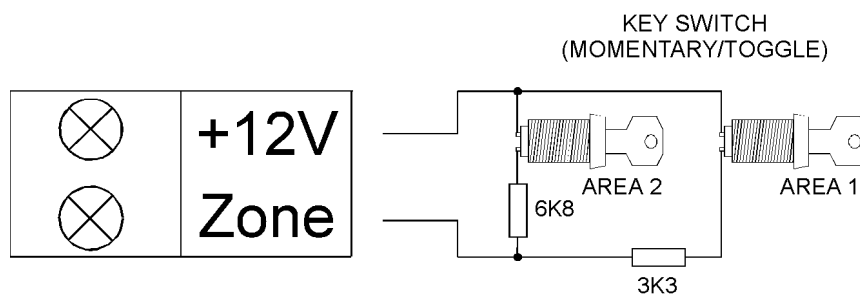 KEY SWITCH
(MOMENTARY/TOGGLE)
+12V
Zone
AREA 2
AREA 1
6K8
3K3